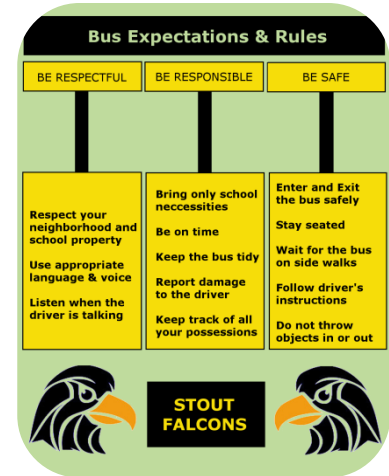 Bus Expectations & Rules
BE RESPECTFUL
Respect your
neighborhood and
school property
Use appropriate
language & voice
Listen when the
driver is talking
BE RESPONSIBLE
Bring only school
neccessities
Be on time
Keep the bus tidy
Report damage
to the driver
Keep track of all
your possessions
BE SAFE
Enter and Exit
the bus safely
Stay seated
Wait for the bus
on side walks
Follow driver's
instructions
Do not throw
objects in or out
STOUT
FALCONS